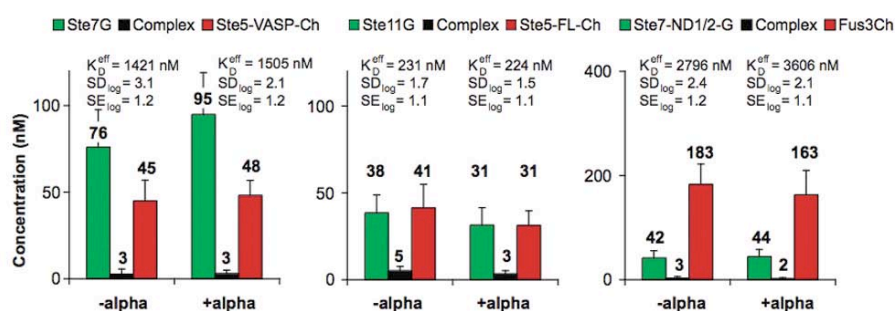 Ste7G Complex Ste5-VASP-Ch Ste11G Complex Ste5-FL-Ch Ste7-ND1/2-G Complex Fus3Ch
K_D^eff = 1421 nM K_D^eff = 1505 nM K_D^eff = 231 nM K_D^eff = 224 nM K_D^eff = 2796 nM K_D^eff = 3606 nM
SD_log = 3.1 SD_log = 2.1 SD_log = 1.7 SD_log = 1.5 SD_log = 2.4 SD_log = 2.1
SE_log = 1.2 SE_log = 1.2 SE_log = 1.1 SE_log = 1.1 SE_log = 1.2 SE_log = 1.1
Concentration (nM)
100
50
0
76 3 45 95 3 48
-alpha +alpha
100
50
0
38 5 41 31 3 31
-alpha +alpha
400
200
0
42 3 183 44 2 163
-alpha +alpha